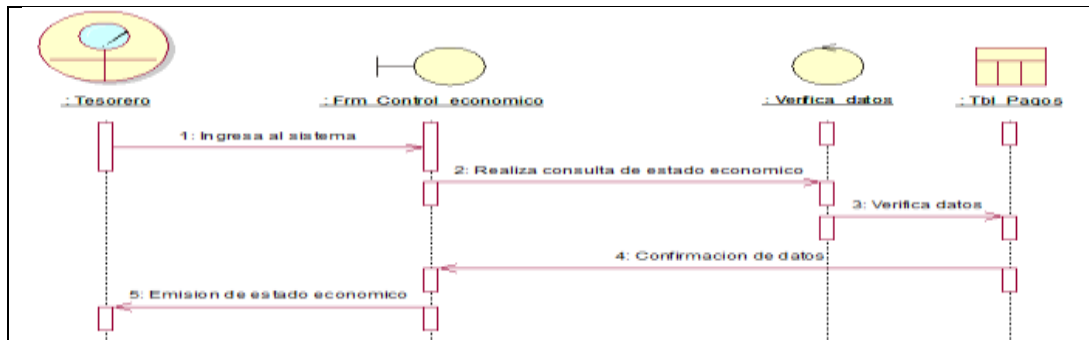 : Tesorero
: Frm_Control_economico
: Verifica_datos
: Tbl_Pagos
1: Ingresa al sistema
2: Realiza consulta de estado economico
3: Verifica datos
4: Confirmacion de datos
5: Emision de estado economico